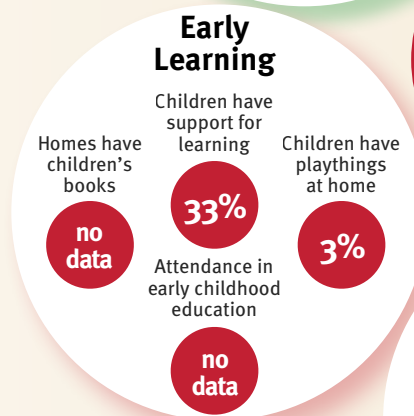 Early
Learning
Children have
support for
learning
33%
Homes have
children's
books
no
data
Children have
playthings
at home
3%
Attendance in
early childhood
education
no
data